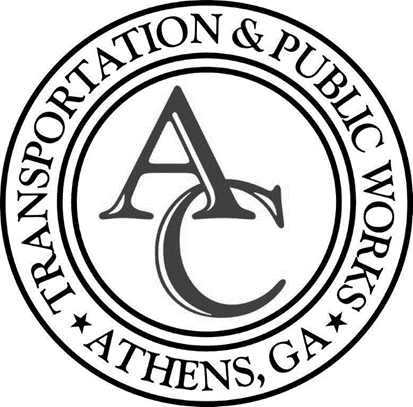 TRANSPORTATION & PUBLIC WORKS
AC
ATHENS, GA